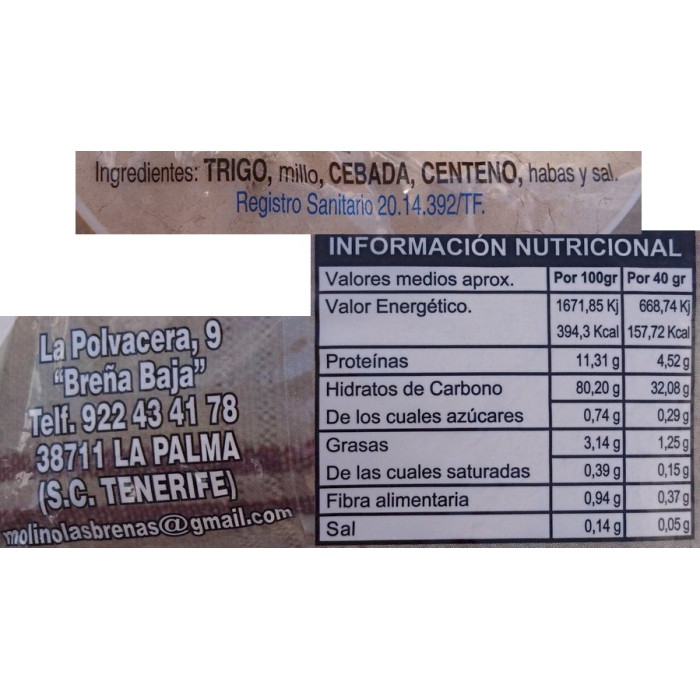 Ingredientes: TRIGO, millo, CEBADA, CENTENO, habas y sal.
Registro Sanitario 20.14.392/TF.
INFORMACIÓN NUTRICIONAL
Valores medios aprox. Por 100gr Por 40 gr
Valor Energético. 1671,85 Kj 668,74 Kj
394,3 Kcal 157,72 Kcal
Proteínas 11,31 g 4,52 g
Hidratos de Carbono 80,20 g 32,08 g
De los cuales azúcares 0,74 g 0,29 g
Grasas 3,14 g 1,25 g
De las cuales saturadas 0,39 g 0,15 g
Fibra alimentaria 0,94 g 0,37 g
Sal 0,14 g 0,05 g
La Polvacera, 9
"Breña Baja"
Telf. 922 43 41 78
38711 LA PALMA
(S.C. TENERIFE)
molinolasbrenas@gmail.com